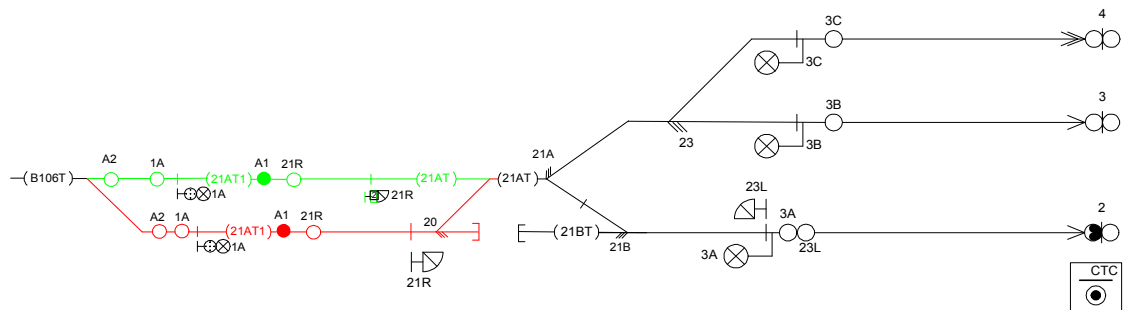 4
3C
3C
3
3B
23
3B
21A
A2
1A
(21AT1)
A1
21R
(21AT)
(B106T)
(21AT)
1A
2
21R
23L
A2
1A
(21AT1)
A1
21R
20
3A
2
(21BT)
1A
21B
3A
23L
21R
CTC